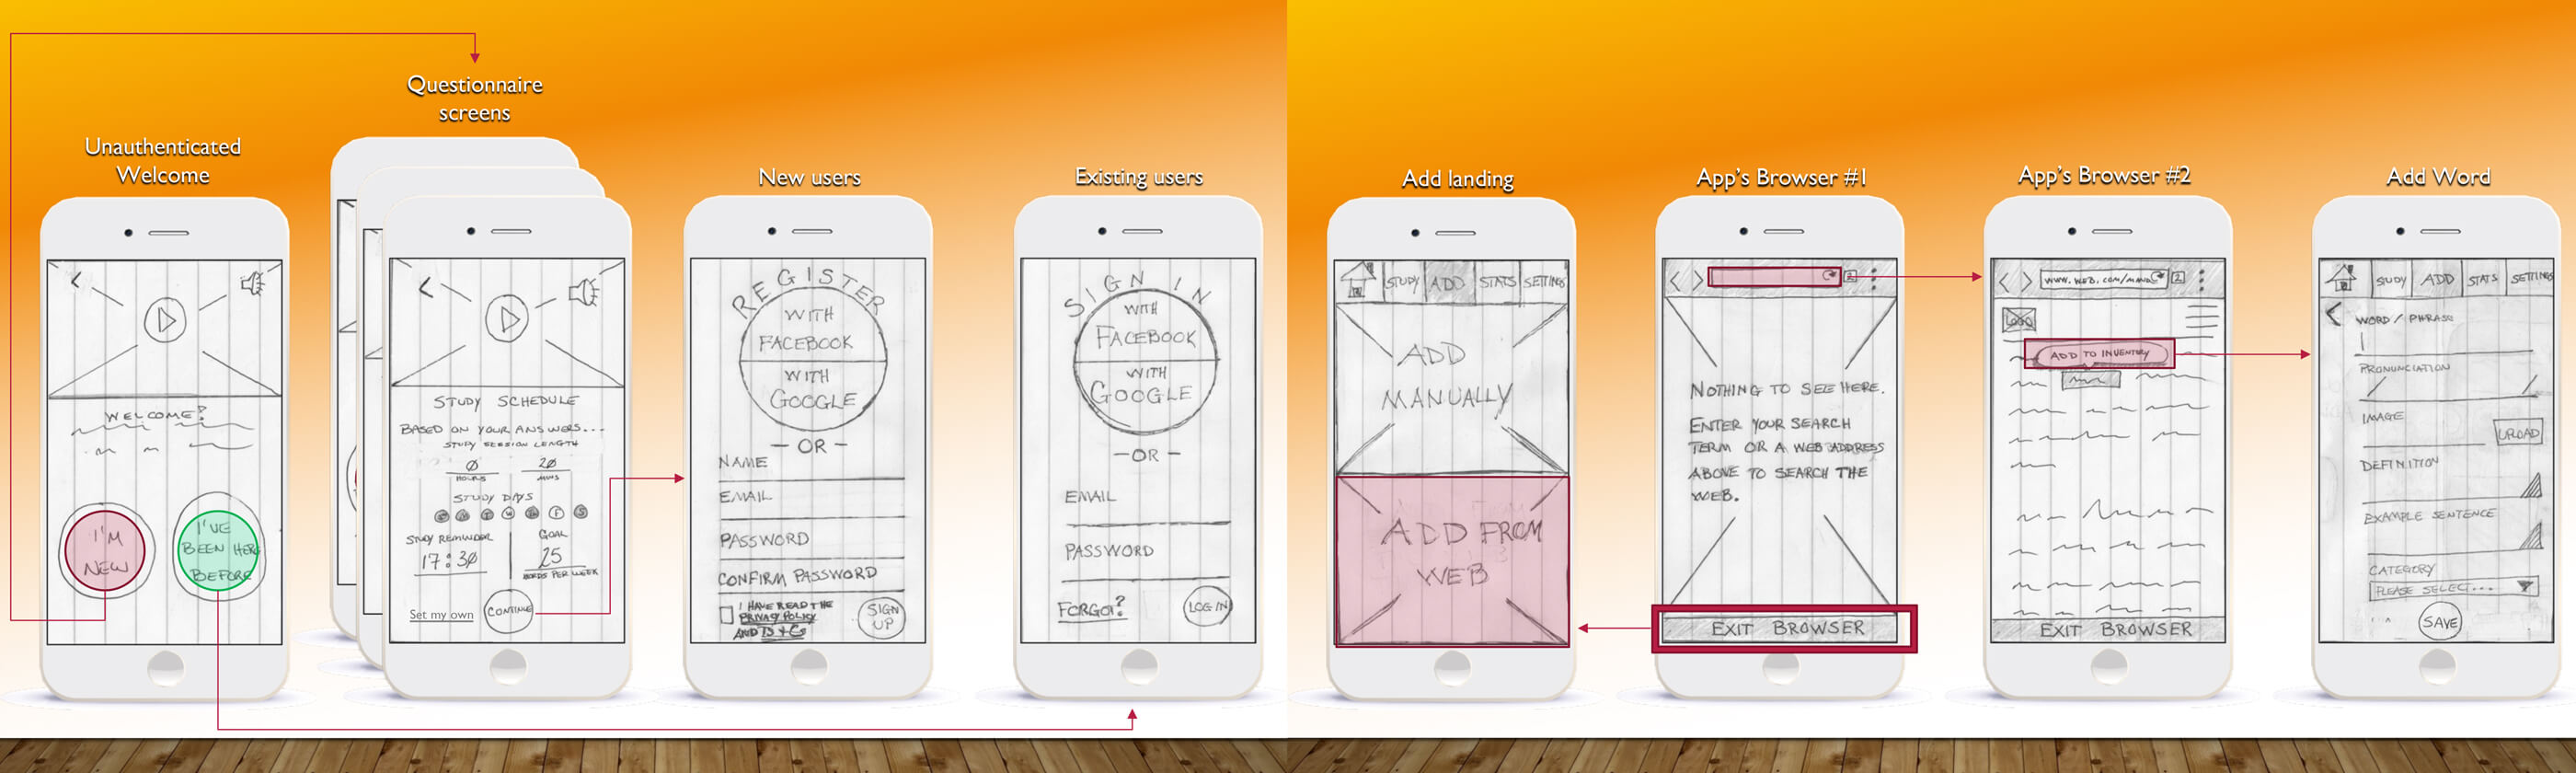 Unauthenticated
Welcome
WELCOME?
I'M
NEW
I'VE
BEEN HERE
BEFORE
Questionnaire
screens
STUDY SCHEDULE
BASED ON YOUR ANSWERS...
STUDY SESSION LENGTH
0 20
HOURS MINS
STUDY DAYS
T W F S
STUDY REMINDER GOAL
17:30 25
WORDS PER WEEK
Set my own CONTINUE
New users
REGISTER
WITH
FACEBOOK
WITH
GOOGLE
- OR -
NAME
EMAIL
PASSWORD
CONFIRM PASSWORD
I HAVE READ THE
PRIVACY POLICY
AND TS + CS
SIGN
UP
Existing users
SIGN IN
WITH
FACEBOOK
WITH
GOOGLE
-OR-
EMAIL
PASSWORD
FORGOT? LOG IN
Add landing
STUDY ADD STATS SETTINGS
ADD
MANUALLY
ADD FROM
WEB
App's Browser #1
2
NOTHING TO SEE HERE.
ENTER YOUR SEARCH
TERM OR A WEB ADDRESS
ABOVE TO SEARCH THE
WEB.
EXIT BROWSER
App's Browser #2
WWW.WEB.COM/ 2
LOGO
ADD TO INVENTORY
EXIT BROWSER
Add Word
STUDY ADD STATS SETTINGS
WORD / PHRASE
PRONUNCIATION
IMAGE
UPLOAD
DEFINITION
EXAMPLE SENTENCE
CATEGORY
PLEASE SELECT...
SAVE